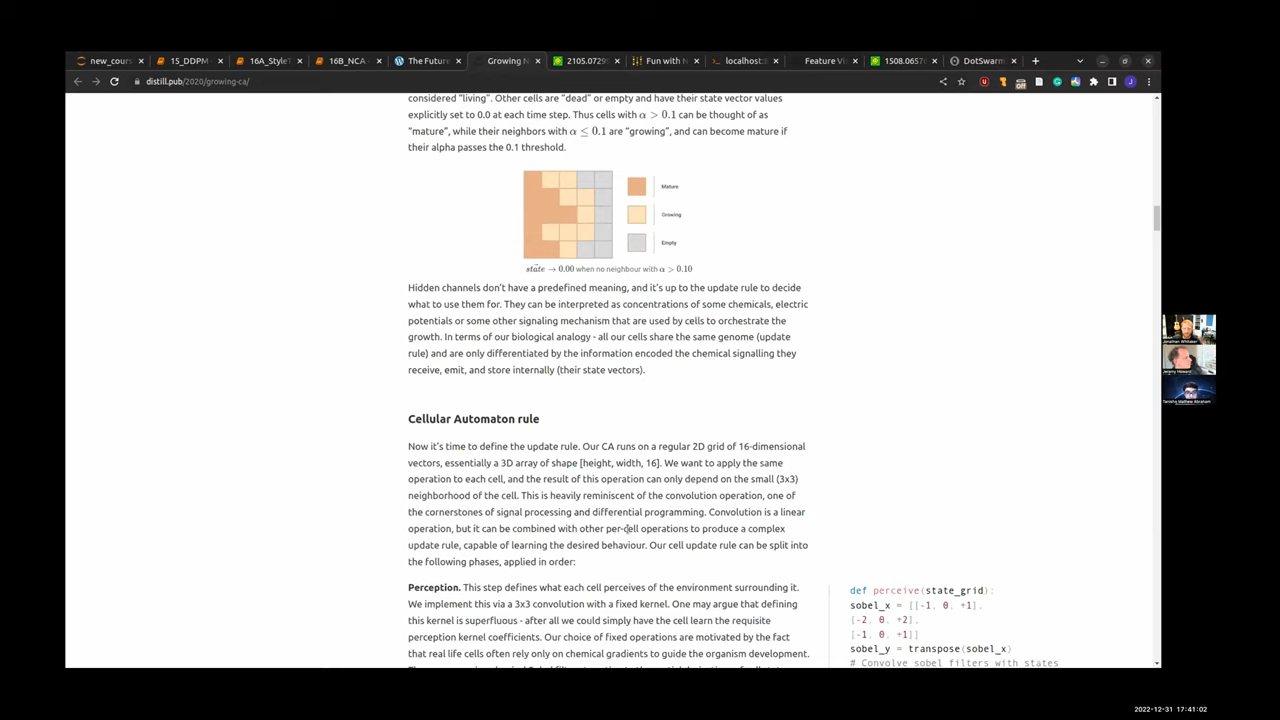 new_cours
15_DDPM
16A_StyleT
16B_NCA
The Future
Growing N
2105.0729
Fun with N
localhost:8
Feature Vi
1508.0657
DotSwarm
distill.pub/2020/growing-ca/
considered "living". Other cells are "dead" or empty and have their state vector values
explicitly set to 0.0 at each time step. Thus cells with α > 0.1 can be thought of as
"mature", while their neighbors with α ≤ 0.1 are "growing", and can become mature if
their alpha passes the 0.1 threshold.
Mature
Growing
Empty
state → 0.00 when no neighbour with α > 0.10
Hidden channels don't have a predefined meaning, and it's up to the update rule to decide
what to use them for. They can be interpreted as concentrations of some chemicals, electric
potentials or some other signaling mechanism that are used by cells to orchestrate the
growth. In terms of our biological analogy - all our cells share the same genome (update
rule) and are only differentiated by the information encoded the chemical signalling they
receive, emit, and store internally (their state vectors).
Cellular Automaton rule
Now it's time to define the update rule. Our CA runs on a regular 2D grid of 16-dimensional
vectors, essentially a 3D array of shape [height, width, 16]. We want to apply the same
operation to each cell, and the result of this operation can only depend on the small (3x3)
neighborhood of the cell. This is heavily reminiscent of the convolution operation, one of
the cornerstones of signal processing and differential programming. Convolution is a linear
operation, but it can be combined with other per-cell operations to produce a complex
update rule, capable of learning the desired behaviour. Our cell update rule can be split into
the following phases, applied in order:
Perception. This step defines what each cell perceives of the environment surrounding it.
We implement this via a 3x3 convolution with a fixed kernel. One may argue that defining
this kernel is superfluous - after all we could simply have the cell learn the requisite
perception kernel coefficients. Our choice of fixed operations are motivated by the fact
that real life cells often rely only on chemical gradients to guide the organism development.
def perceive(state_grid):
sobel_x = [[-1, 0, +1],
[-2, 0, +2],
[-1, 0, +1]]
sobel_y = transpose(sobel_x)
# Convolve sobel filters with states
Jonathan Whitaker
Jeremy Howard
Tanishq Mathew Abraham
2022-12-31 17:41:02